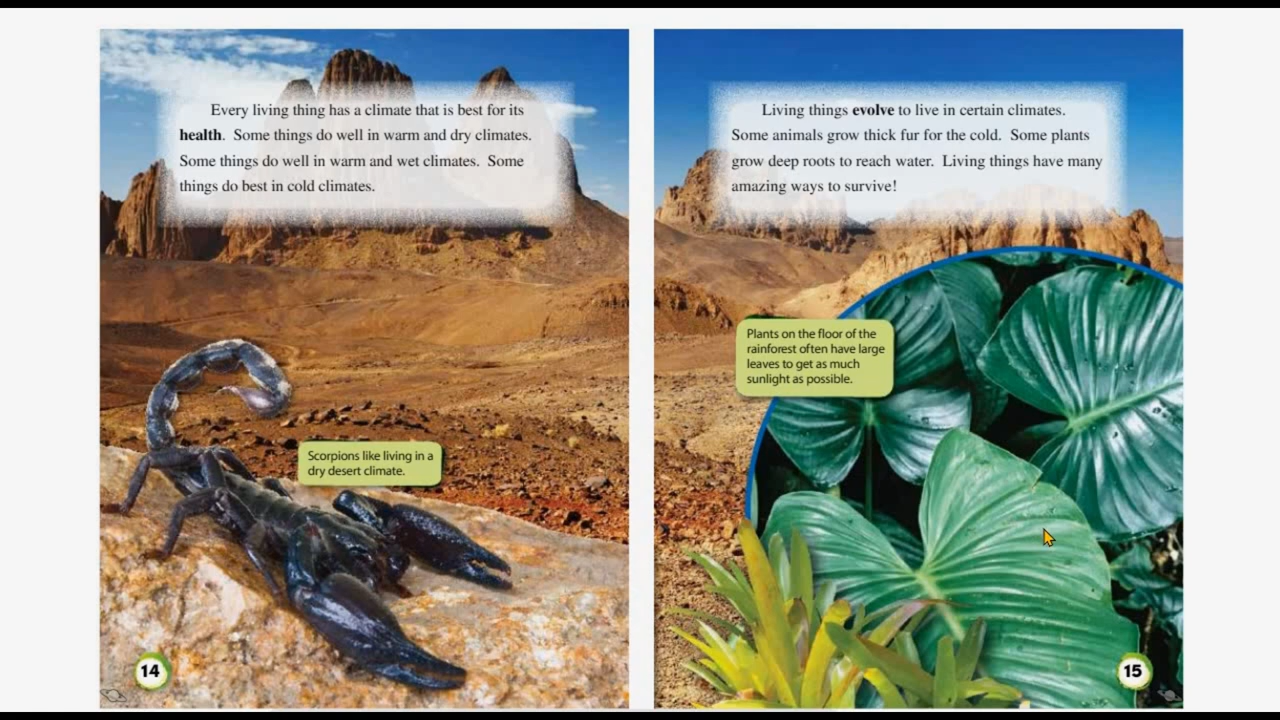 Every living thing has a climate that is best for its
health. Some things do well in warm and dry climates.
Some things do well in warm and wet climates. Some
things do best in cold climates.
Scorpions like living in a
dry desert climate.
14
Living things evolve to live in certain climates.
Some animals grow thick fur for the cold. Some plants
grow deep roots to reach water. Living things have many
amazing ways to survive!
Plants on the floor of the
rainforest often have large
leaves to get as much
sunlight as possible.
15